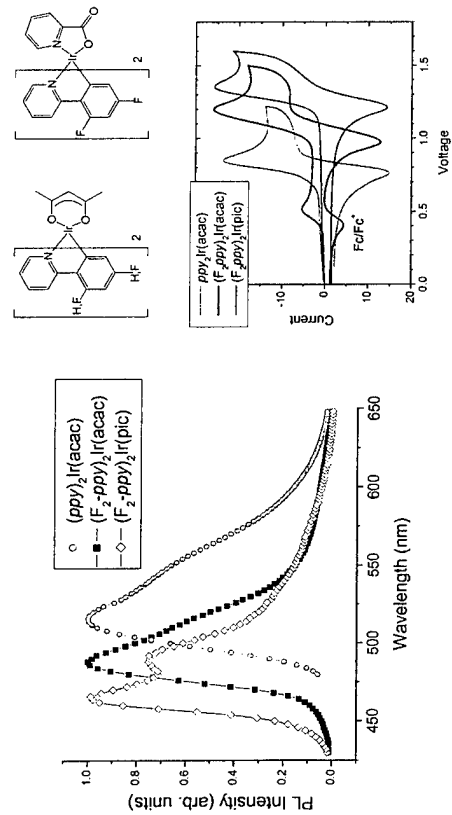 N
O
O
Ir
H,F
H,F
2
N
O
O
Ir
F
F
2
(ppy)₂Ir(acac)
(F₂-ppy)₂Ir(acac)
(F₂-ppy)₂Ir(pic)
PL Intensity (arb. units)
1.0
0.8
0.6
0.4
0.2
0.0
450
500
550
600
650
Wavelength (nm)
ppy₂Ir(acac)
(F₂ppy)₂Ir(acac)
(F₂ppy)₂Ir(pic)
Fc/Fc⁺
Current
-10
0
10
0.0
0.5
1.0
1.5
Voltage